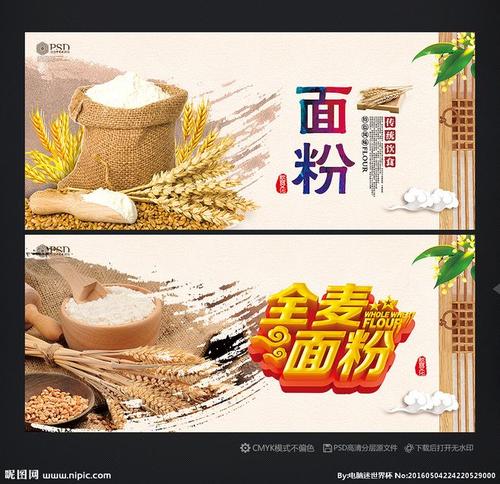 PSD
面粉
传统饮食
FLOUR
PSD
全麦
WHOLE WHEAT
FLOUR
面粉
CMYK模式不偏色
PSD高清分层源文件
下载后打开无水印
昵图网 www.nipic.com
By:电脑迷世界杯 No:20160504224220529000